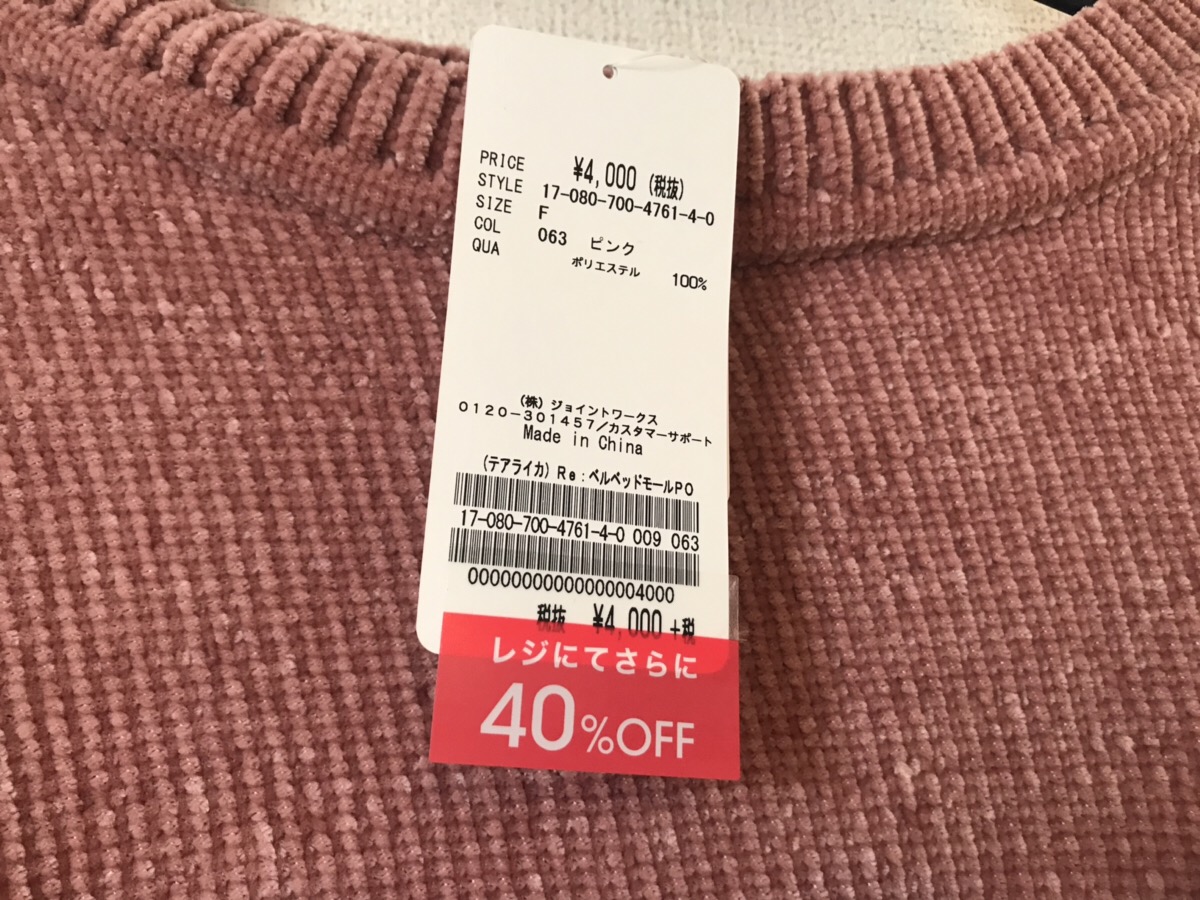 PRICE ¥4,000 (税抜)
STYLE 17-080-700-4761-4-0
SIZE F
COL 063 ピンク
QUA ポリエステル 100%
(株)ジョイントワークス
0120-301457/カスタマーサポート
Made in China
(テアライカ) Re:ベルベッドモールPO
17-080-700-4761-4-0 009 063
00000000000000004000
税抜 ¥4,000 +税
レジにてさらに
40%OFF